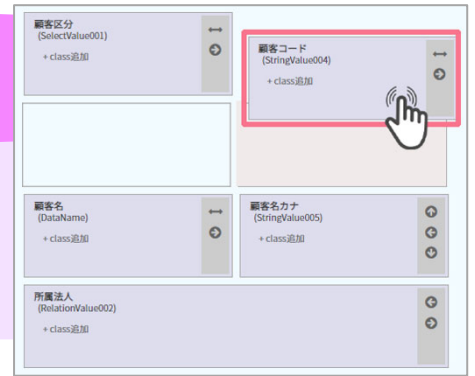 顧客区分
(SelectValue001)
+class追加
顧客コード
(StringValue004)
+class追加
顧客名
(DataName)
+class追加
顧客名カナ
(StringValue005)
+class追加
所属法人
(RelationValue002)
+class追加